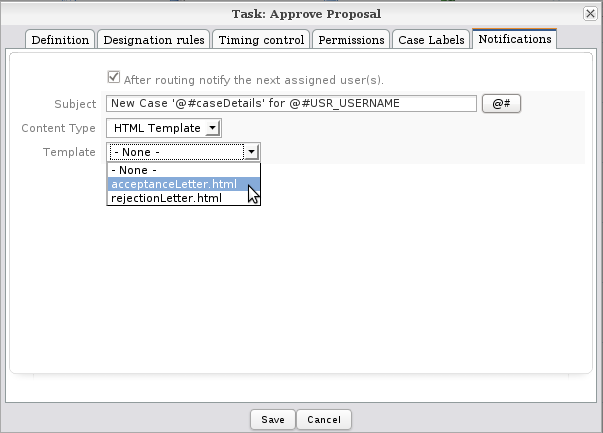 Task: Approve Proposal
Definition Designation rules Timing control Permissions Case Labels Notifications
After routing notify the next assigned user(s).
Subject New Case '@#caseDetails' for @#USR_USERNAME @#
Content Type HTML Template
Template - None -
- None -
acceptanceLetter.html
rejectionLetter.html
Save Cancel